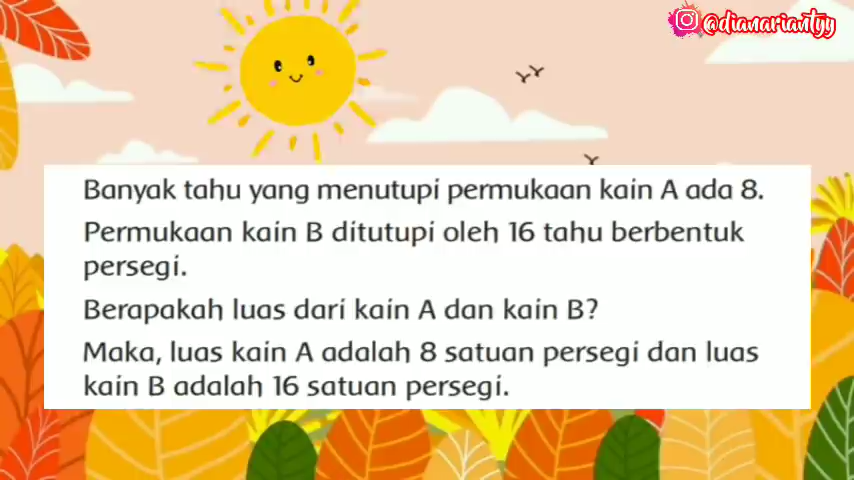 @dianariantyy
Banyak tahu yang menutupi permukaan kain A ada 8.
Permukaan kain B ditutupi oleh 16 tahu berbentuk
persegi.
Berapakah luas dari kain A dan kain B?
Maka, luas kain A adalah 8 satuan persegi dan luas
kain B adalah 16 satuan persegi.